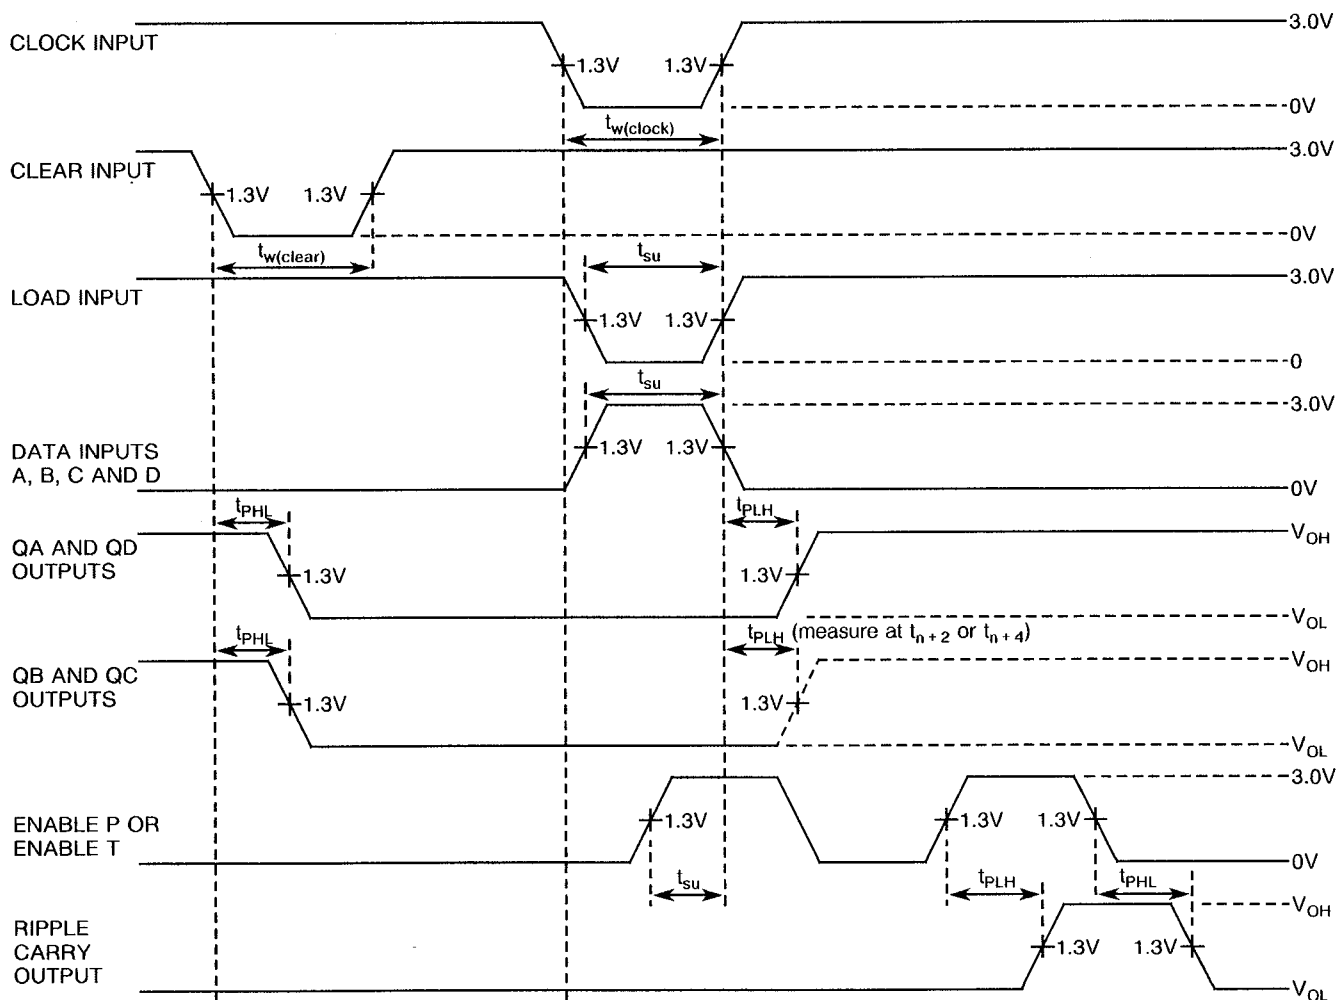 3.0V
CLOCK INPUT
1.3V 1.3V
0V
tw(clock)
3.0V
CLEAR INPUT
1.3V 1.3V
0V
tw(clear) tsu
3.0V
LOAD INPUT
1.3V 1.3V
0
tsu
3.0V
DATA INPUTS
A, B, C AND D
1.3V 1.3V
0V
tPHL tPLH
VOH
QA AND QD
OUTPUTS
1.3V 1.3V
VOL
tPHL tPLH (measure at tn + 2 or tn + 4)
VOH
QB AND QC
OUTPUTS
1.3V 1.3V
VOL
3.0V
ENABLE P OR
ENABLE T
1.3V 1.3V 1.3V
0V
tsu tPLH tPHL
VOH
RIPPLE
CARRY
OUTPUT
1.3V 1.3V
VOL